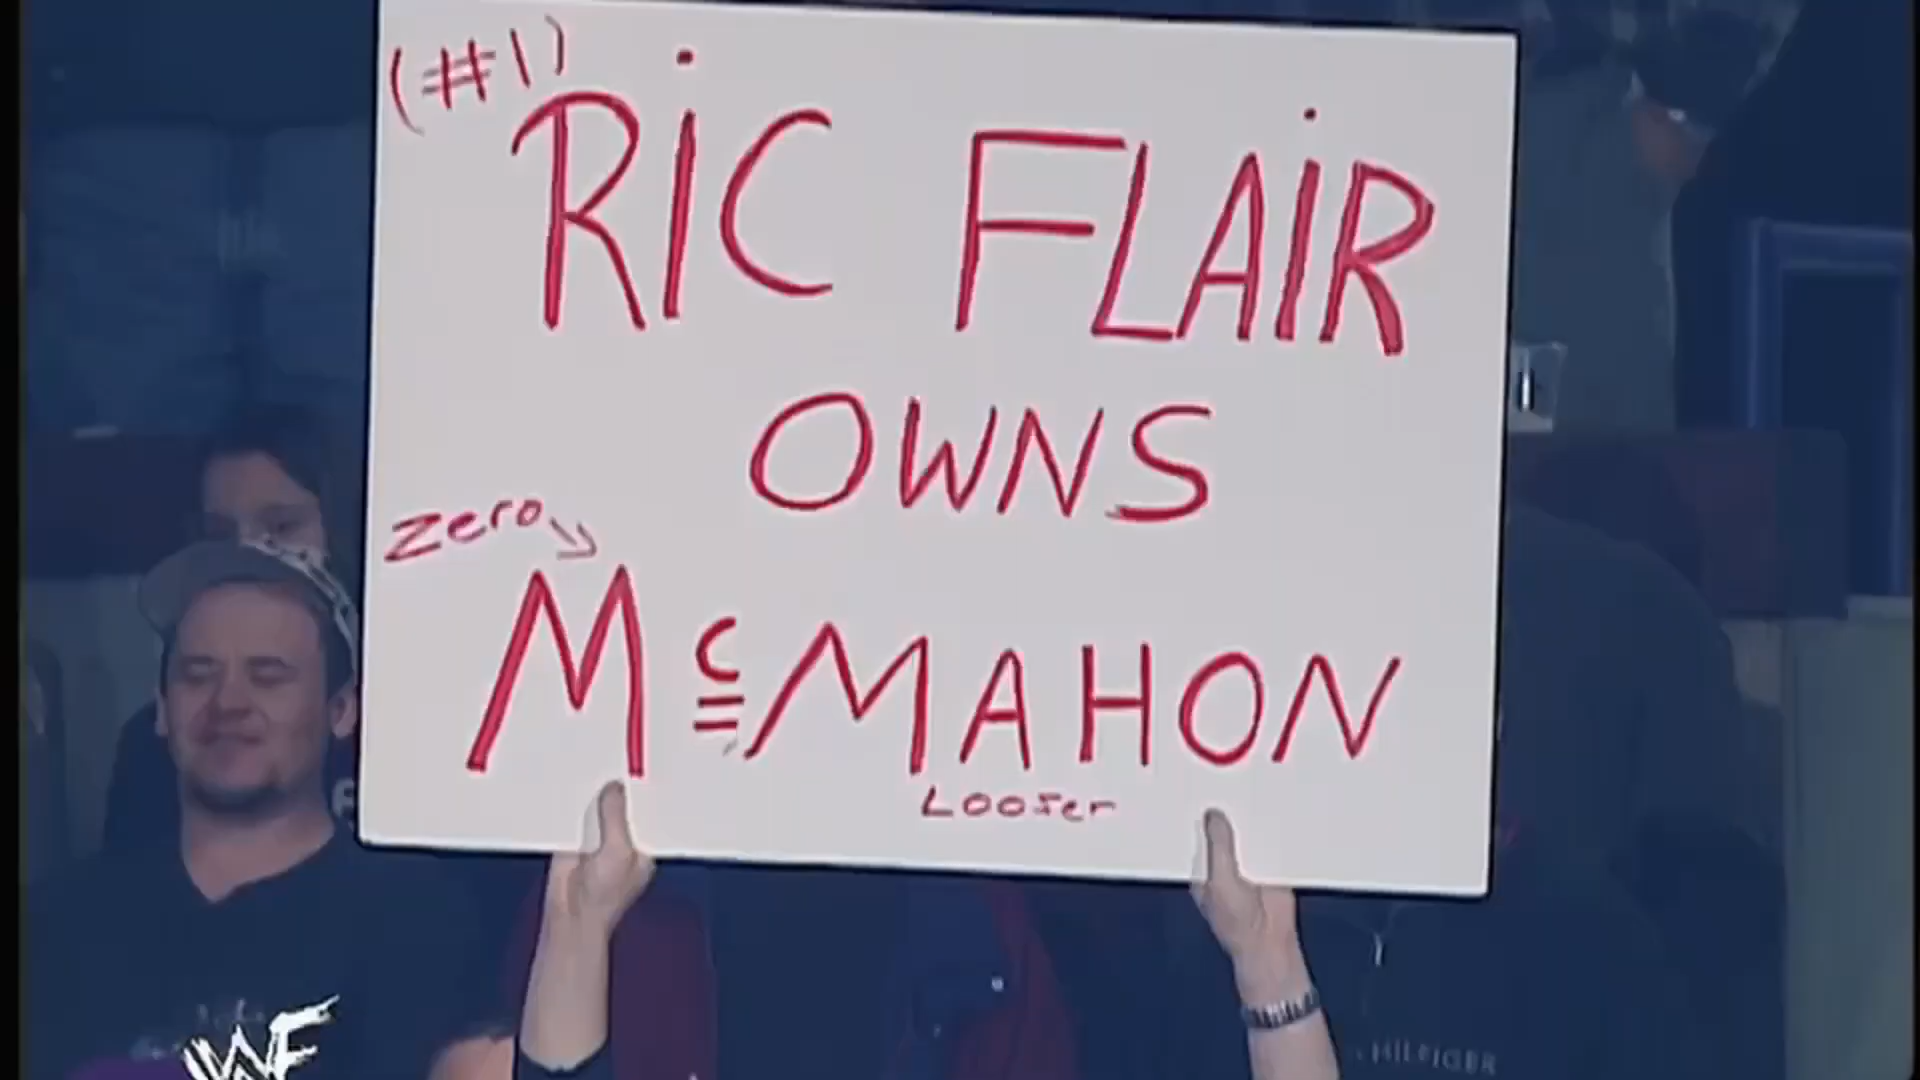 (#1)
RiC FLAiR
OWNS
Zero →
McMAHON
Looser
WF
HILFIGER